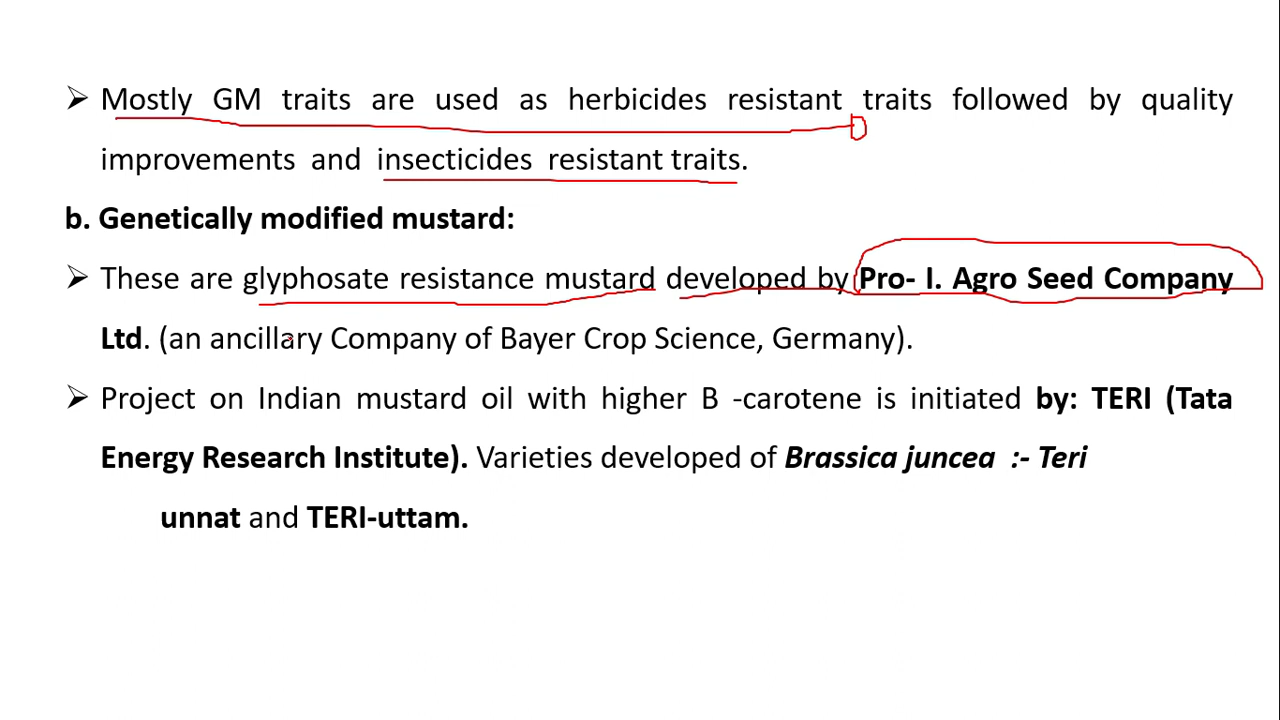 ➢ Mostly GM traits are used as herbicides resistant traits followed by quality
improvements and insecticides resistant traits.
b. Genetically modified mustard:
➢ These are glyphosate resistance mustard developed by Pro- I. Agro Seed Company
Ltd. (an ancillary Company of Bayer Crop Science, Germany).
➢ Project on Indian mustard oil with higher B -carotene is initiated by: TERI (Tata
Energy Research Institute). Varieties developed of Brassica juncea :- Teri
unnat and TERI-uttam.